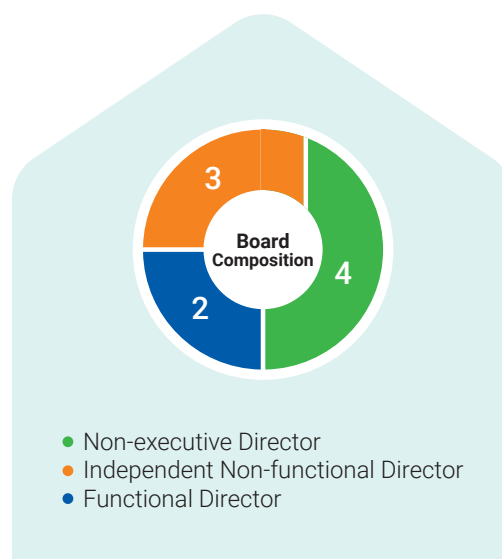 3
Board
Composition
4
2
Non-executive Director
Independent Non-functional Director
Functional Director